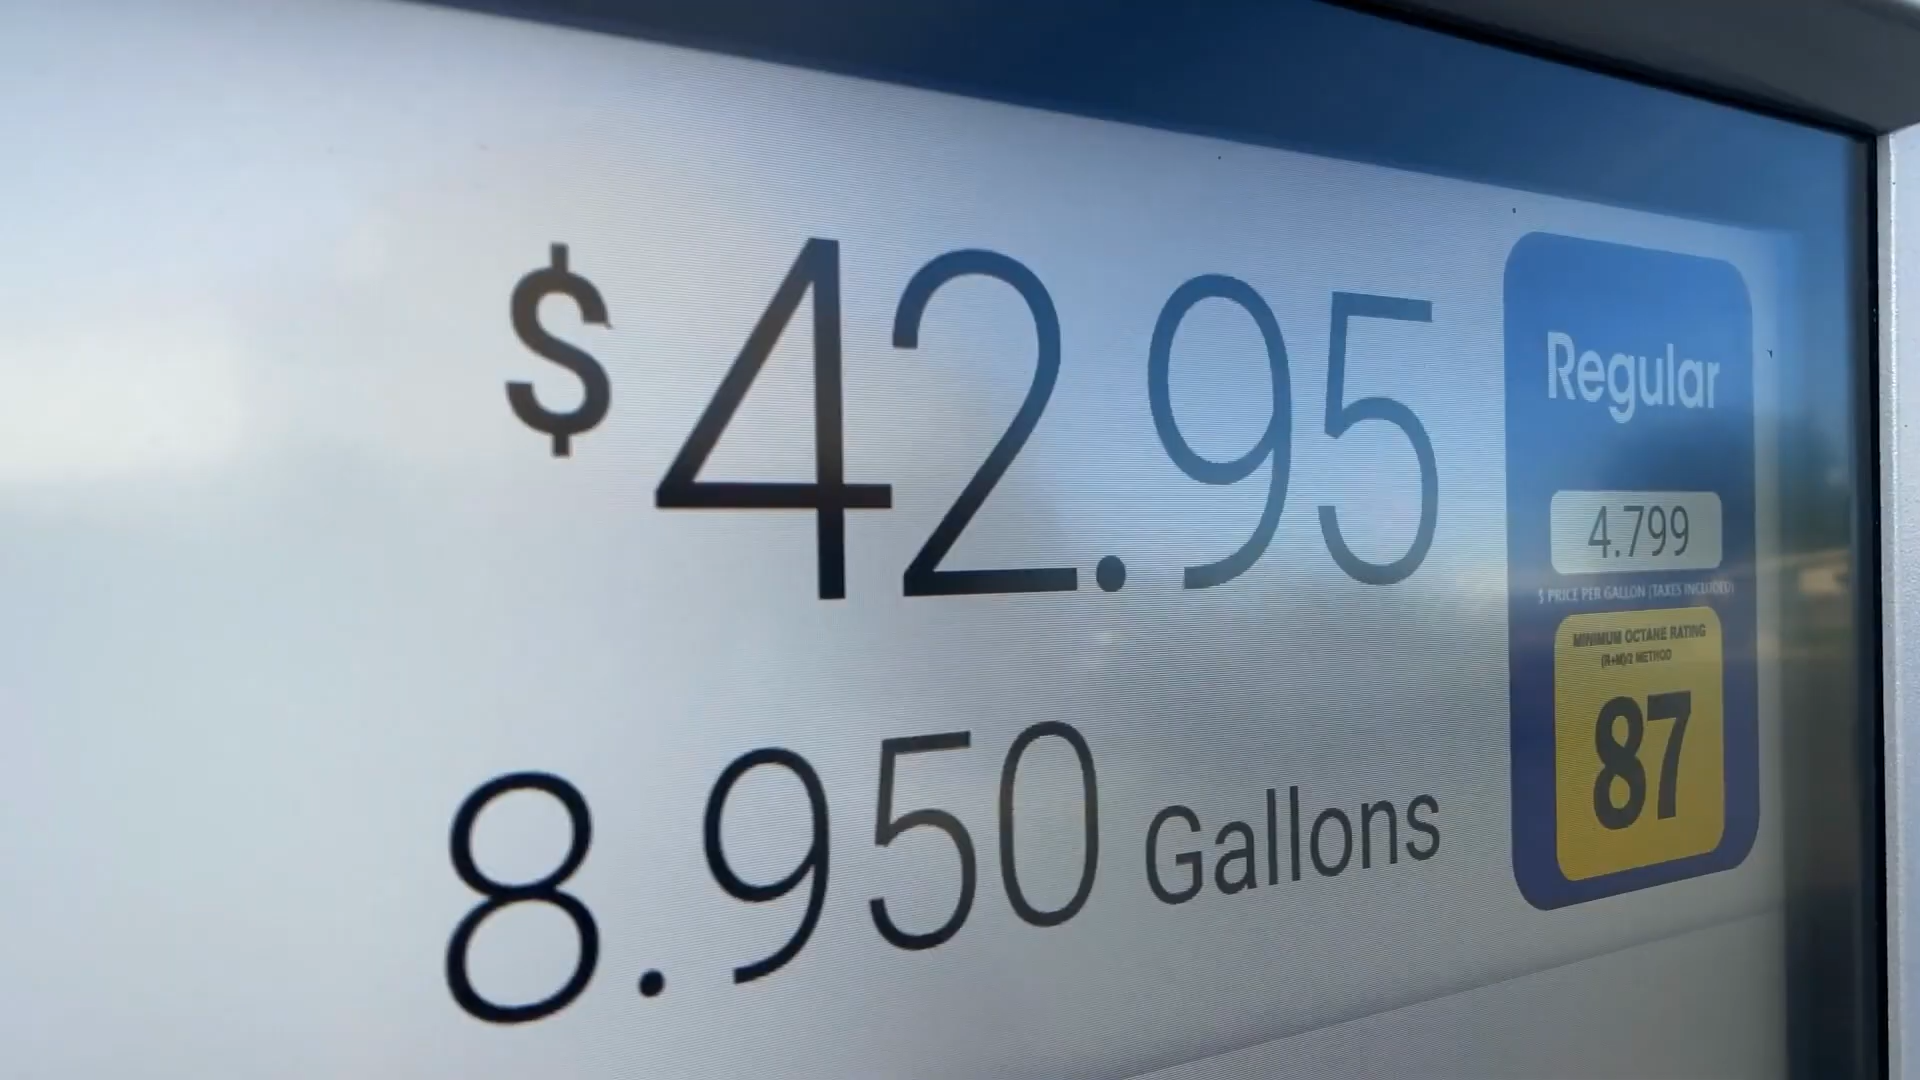 $42.95
8.950 Gallons
Regular
4.799
$ PRICE PER GALLON (TAXES INCLUDED)
MINIMUM OCTANE RATING
(R+M)/2 METHOD
87